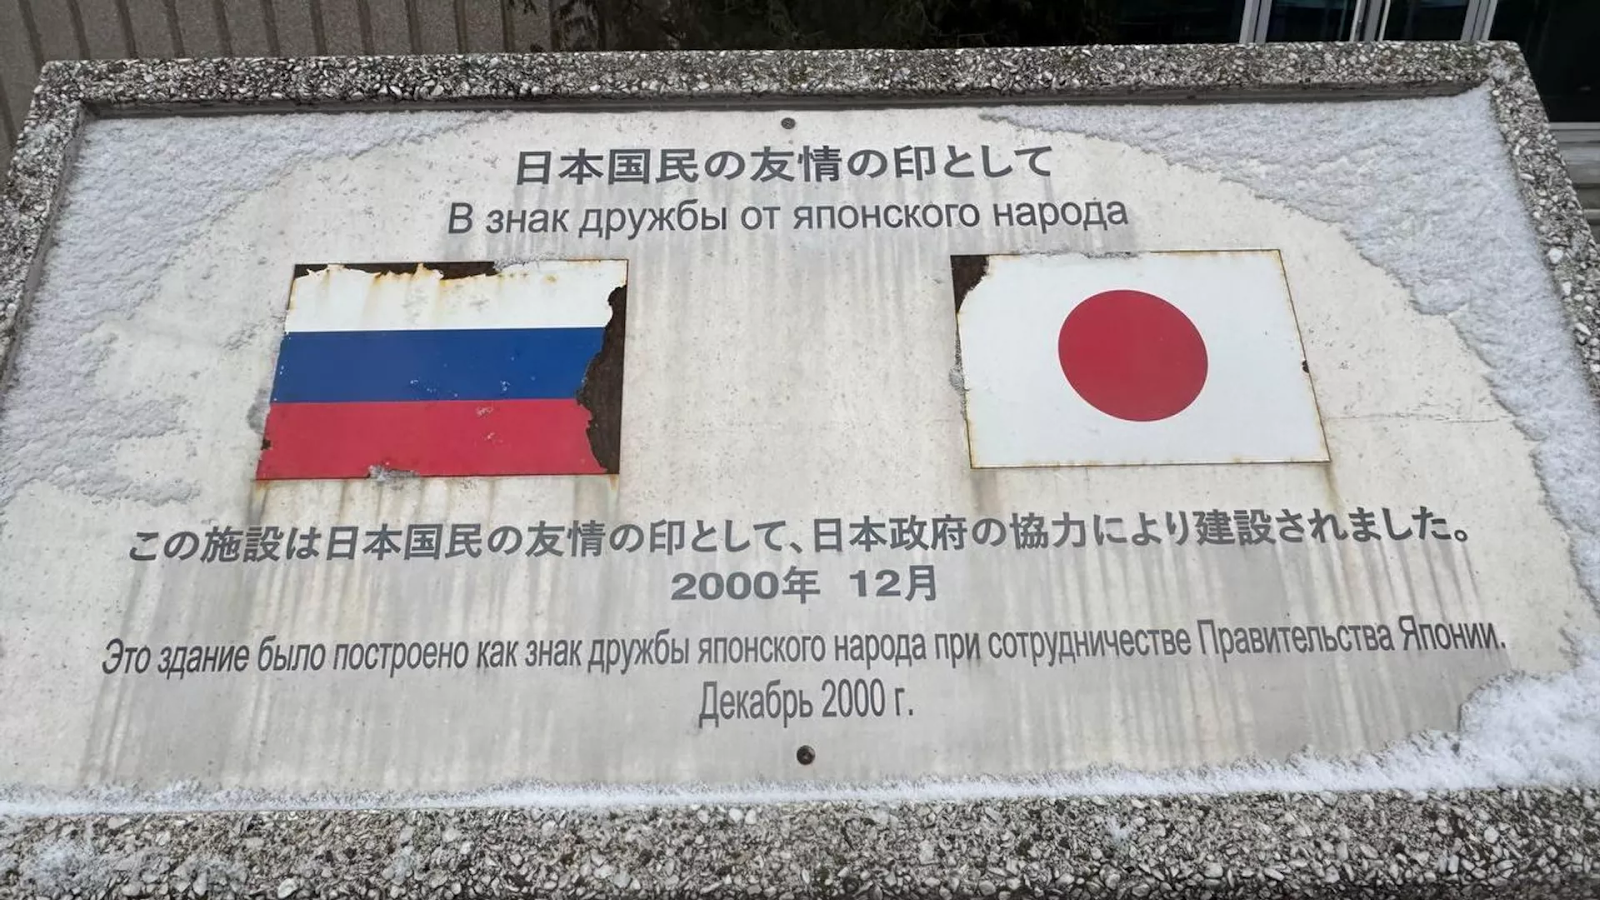 日本国民の友情の印として
В знак дружбы от японского народа
この施設は日本国民の友情の印として、日本政府の協力により建設されました。
2000年 12月
Это здание было построено как знак дружбы японского народа при сотрудничестве Правительства Японии.
Декабрь 2000 г.